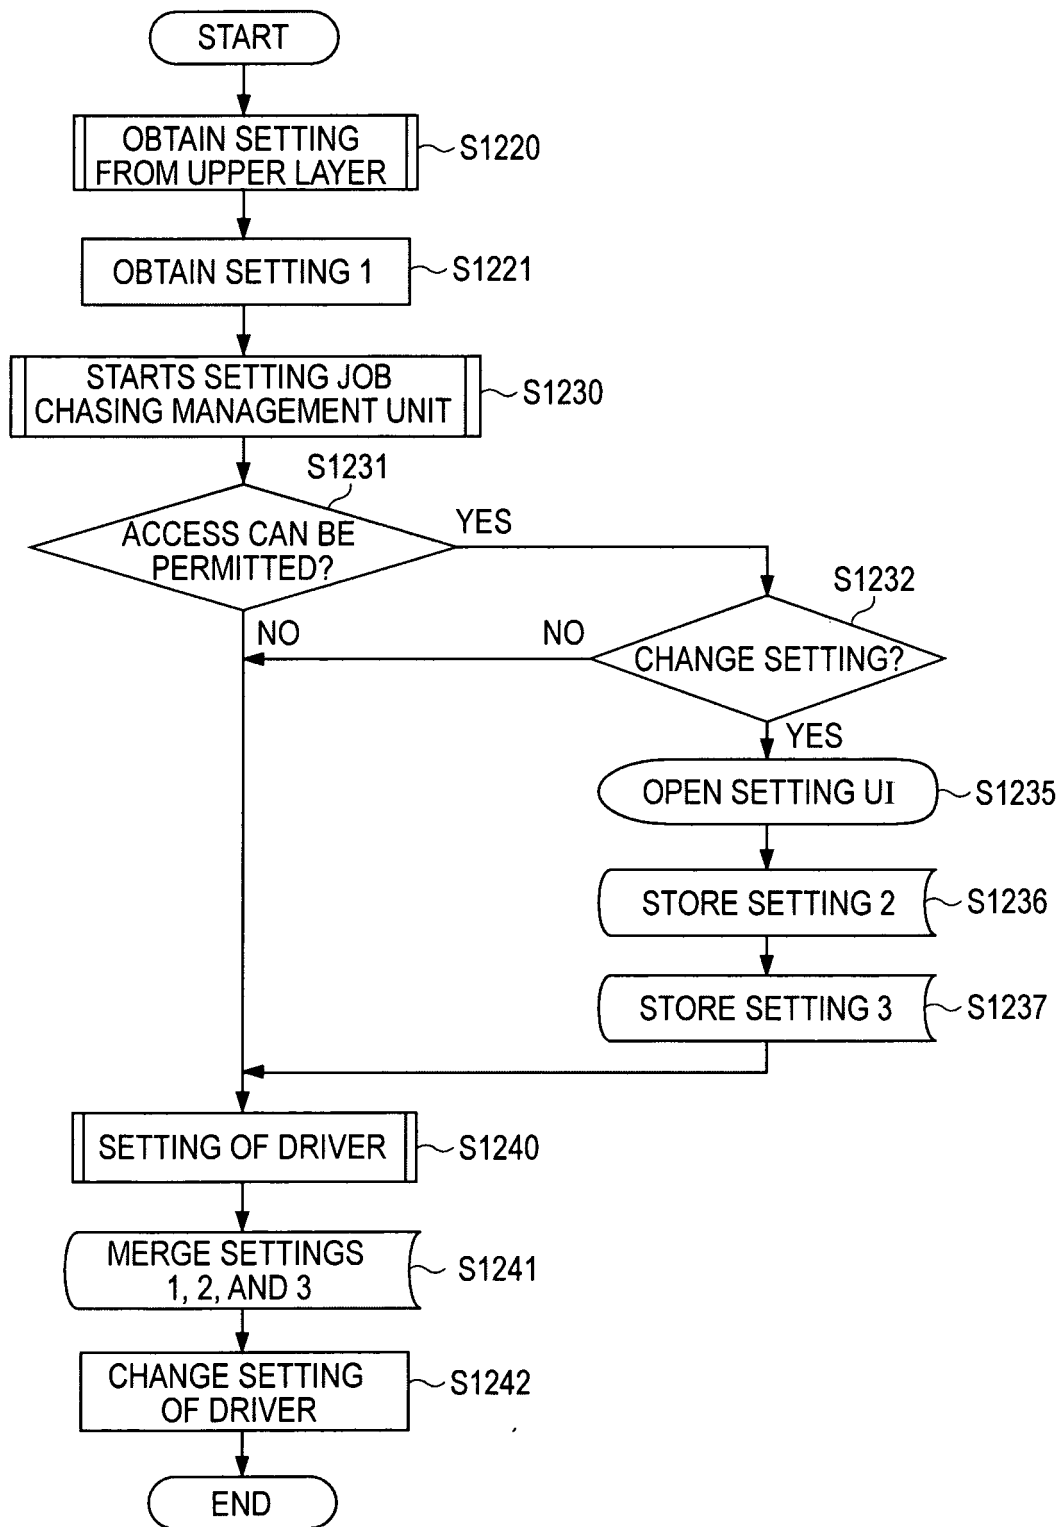 START
OBTAIN SETTING
FROM UPPER LAYER
S1220
OBTAIN SETTING 1
S1221
STARTS SETTING JOB
CHASING MANAGEMENT UNIT
S1230
S1231
ACCESS CAN BE
PERMITTED?
YES
NO
S1232
CHANGE SETTING?
NO
YES
OPEN SETTING UI
S1235
STORE SETTING 2
S1236
STORE SETTING 3
S1237
SETTING OF DRIVER
S1240
MERGE SETTINGS
1, 2, AND 3
S1241
CHANGE SETTING
OF DRIVER
S1242
END